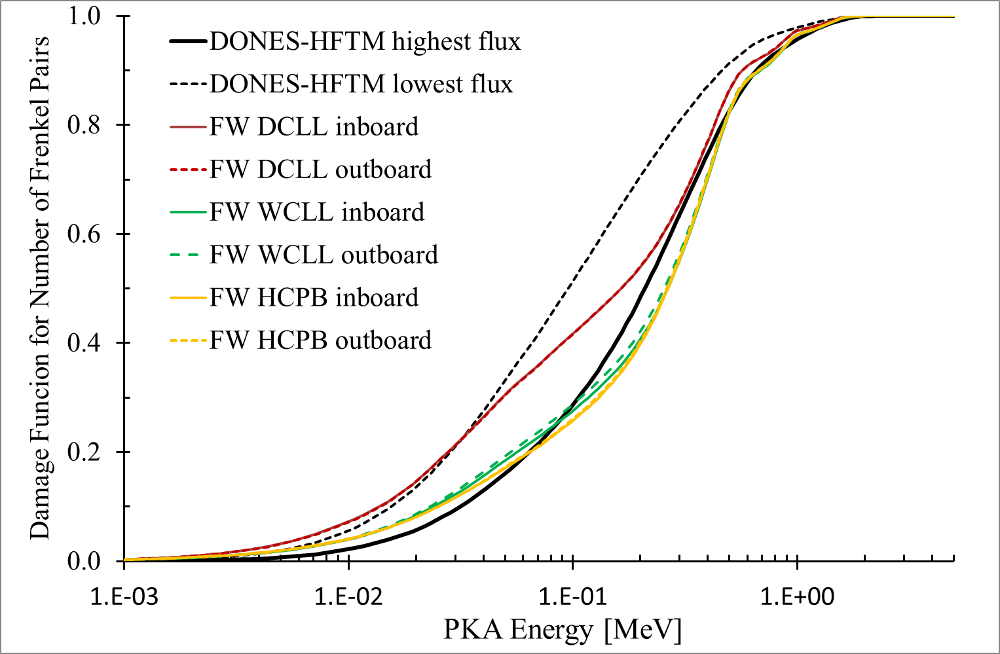 Damage Funcion for Number of Frenkel Pairs
1.0
0.8
0.6
0.4
0.2
0.0
DONES-HFTM highest flux
DONES-HFTM lowest flux
FW DCLL inboard
FW DCLL outboard
FW WCLL inboard
FW WCLL outboard
FW HCPB inboard
FW HCPB outboard
1.E-03 1.E-02 1.E-01 1.E+00
PKA Energy [MeV]